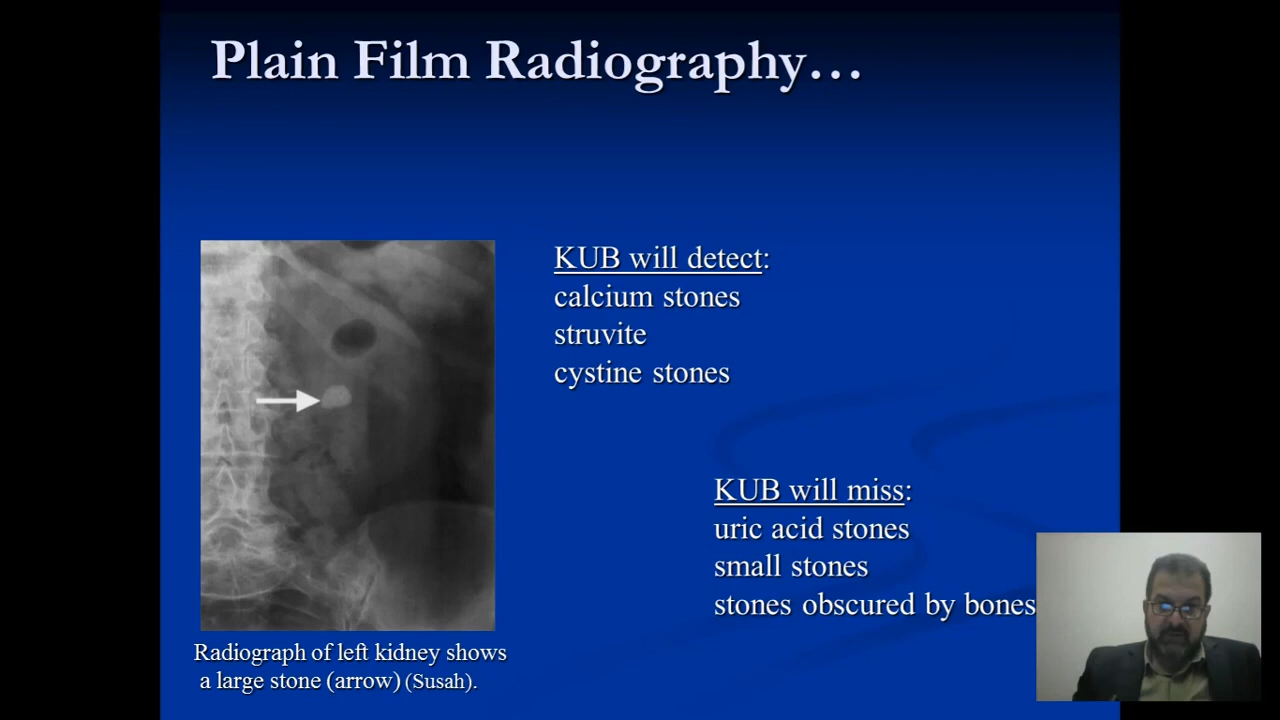 Plain Film Radiography…
KUB will detect:
calcium stones
struvite
cystine stones
KUB will miss:
uric acid stones
small stones
stones obscured by bones
Radiograph of left kidney shows
a large stone (arrow) (Susah).